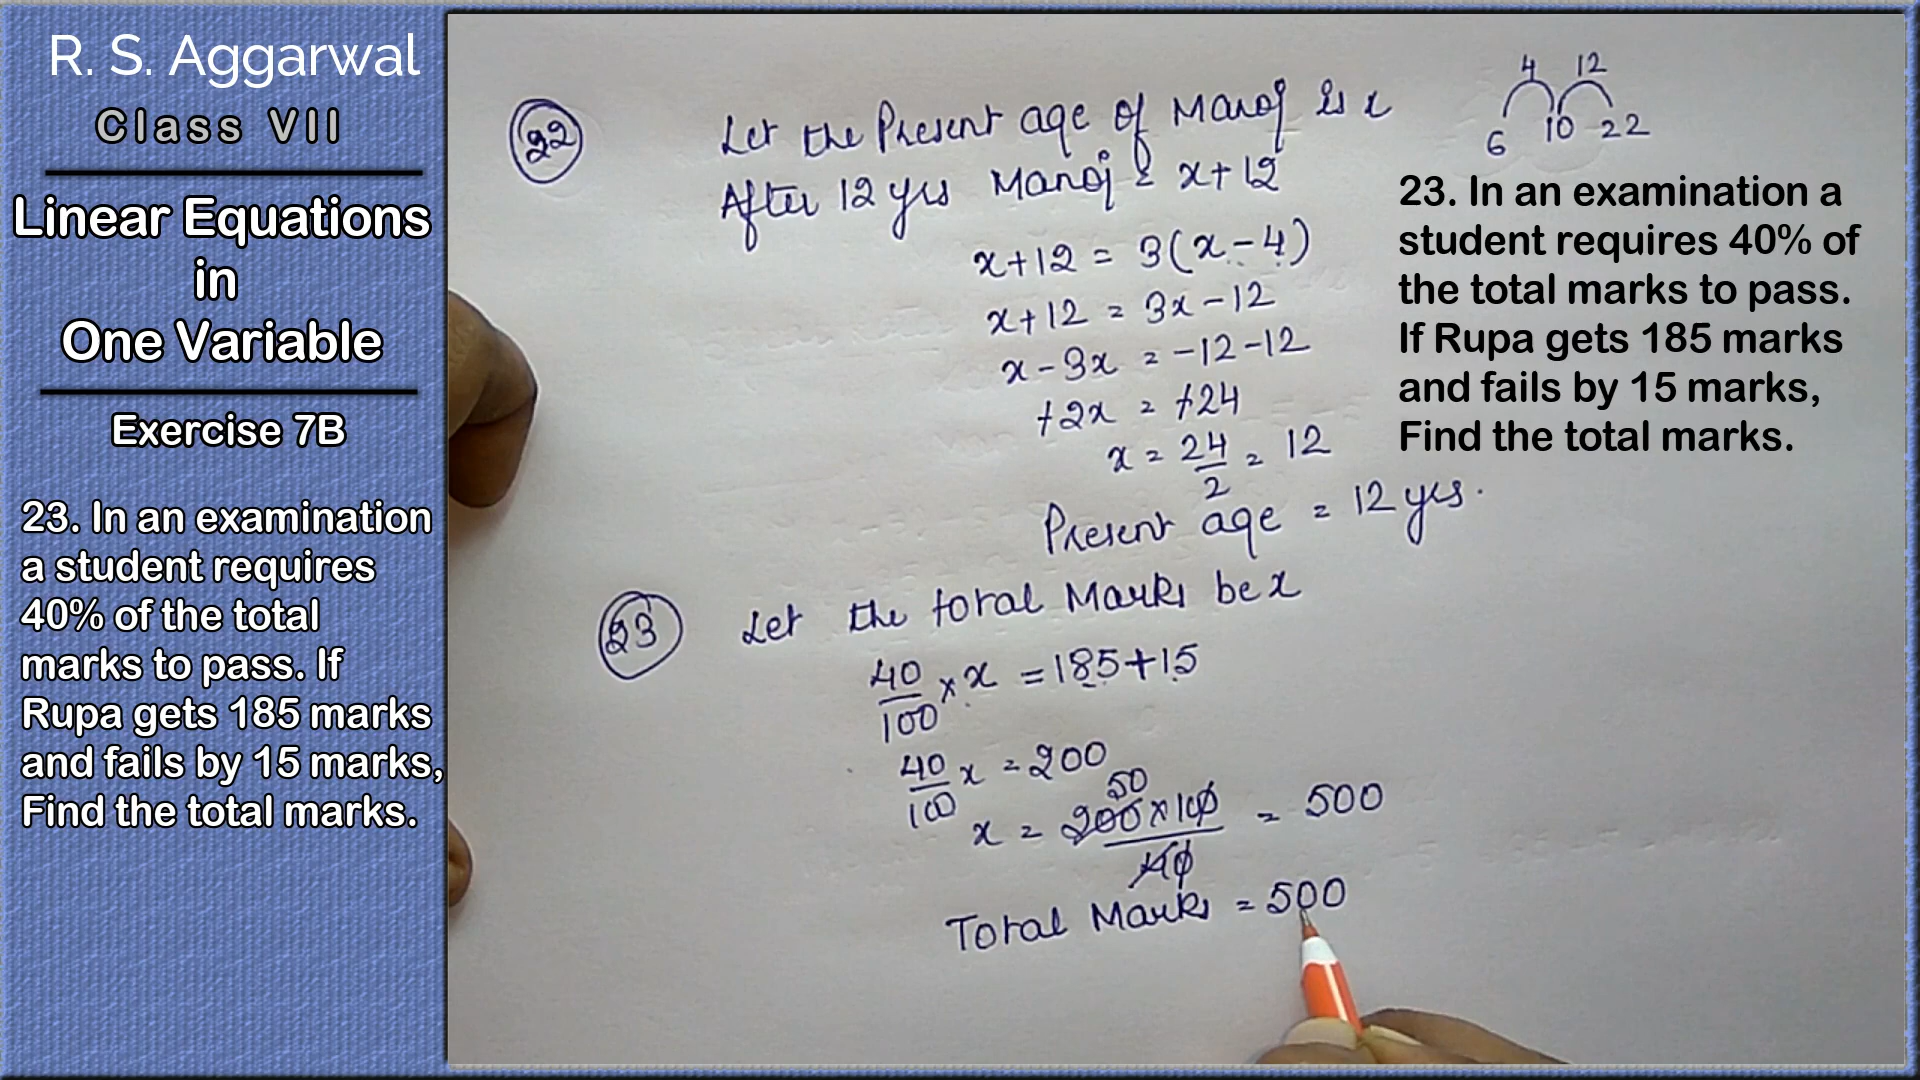 R. S. Aggarwal
Class VII
Linear Equations
in
One Variable
Exercise 7B
23. In an examination
a student requires
40% of the total
marks to pass. If
Rupa gets 185 marks
and fails by 15 marks,
Find the total marks.
22 Let the Present age of Manoj is x
After 12 yrs Manoj = x+12
x+12 = 3(x-4)
x+12 = 3x-12
x-3x = -12-12
+2x = +24
x = 24/2 = 12
Present age = 12 yrs.
4 12
6 10 22
23. In an examination a
student requires 40% of
the total marks to pass.
If Rupa gets 185 marks
and fails by 15 marks,
Find the total marks.
23 Let the total Marks be x
40/100 × x = 185+15
40/100 x = 200
50
x = 200×100/40 = 500
Total Marks = 500